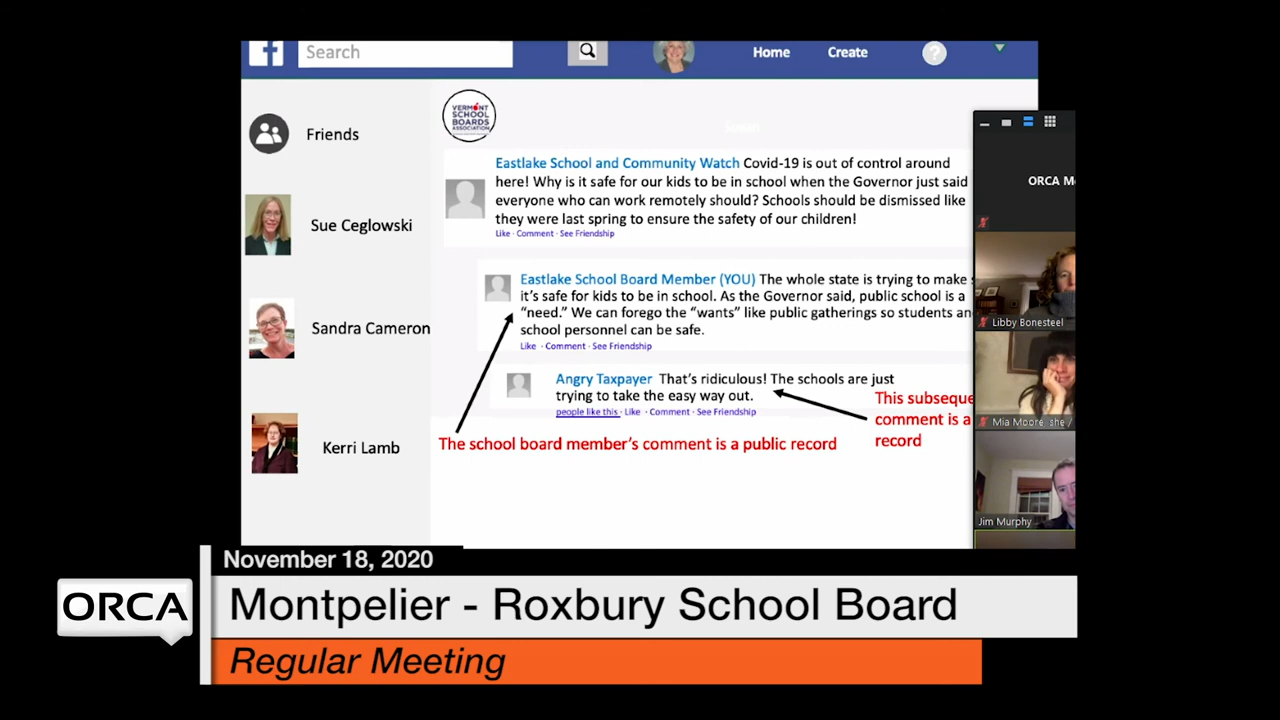 Search
Home
Create
?
Friends
VERMONT
SCHOOL
BOARDS
ASSOCIATION
Eastlake School and Community Watch Covid-19 is out of control around
here! Why is it safe for our kids to be in school when the Governor just said
everyone who can work remotely should? Schools should be dismissed like
they were last spring to ensure the safety of our children!
Like · Comment · See Friendship
ORCA M
Sue Ceglowski
Eastlake School Board Member (YOU) The whole state is trying to make
it's safe for kids to be in school. As the Governor said, public school is a
"need." We can forego the "wants" like public gatherings so students an
school personnel can be safe.
Like · Comment · See Friendship
Libby Bonesteel
Sandra Cameron
Angry Taxpayer That's ridiculous! The schools are just
trying to take the easy way out.
people like this · Like · Comment · See Friendship
This subseque
comment is a
record
Mia Moore she /
Kerri Lamb
The school board member's comment is a public record
Jim Murphy
November 18, 2020
ORCA
Montpelier - Roxbury School Board
Regular Meeting